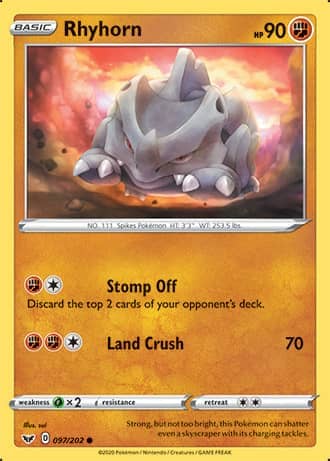 BASIC Rhyhorn HP 90
NO. 111 Spikes Pokémon HT: 3'3" WT: 253.5 lbs.
Stomp Off
Discard the top 2 cards of your opponent's deck.
Land Crush 70
weakness ×2 resistance retreat
Illus. sui
Strong, but not too bright, this Pokémon can shatter
even a skyscraper with its charging tackles.
D 097/202
©2020 Pokémon / Nintendo / Creatures / GAME FREAK